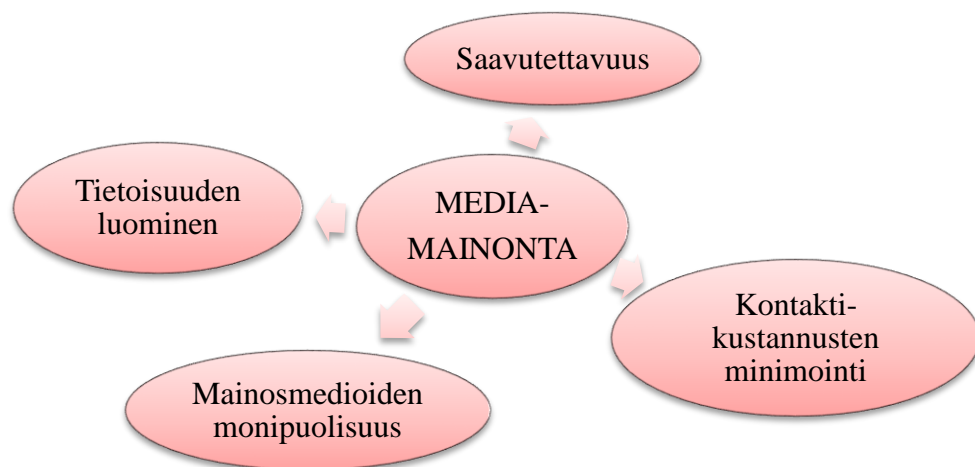 Saavutettavuus
Tietoisuuden
luominen
MEDIA-
MAINONTA
Kontakti-
kustannusten
minimointi
Mainosmedioiden
monipuolisuus